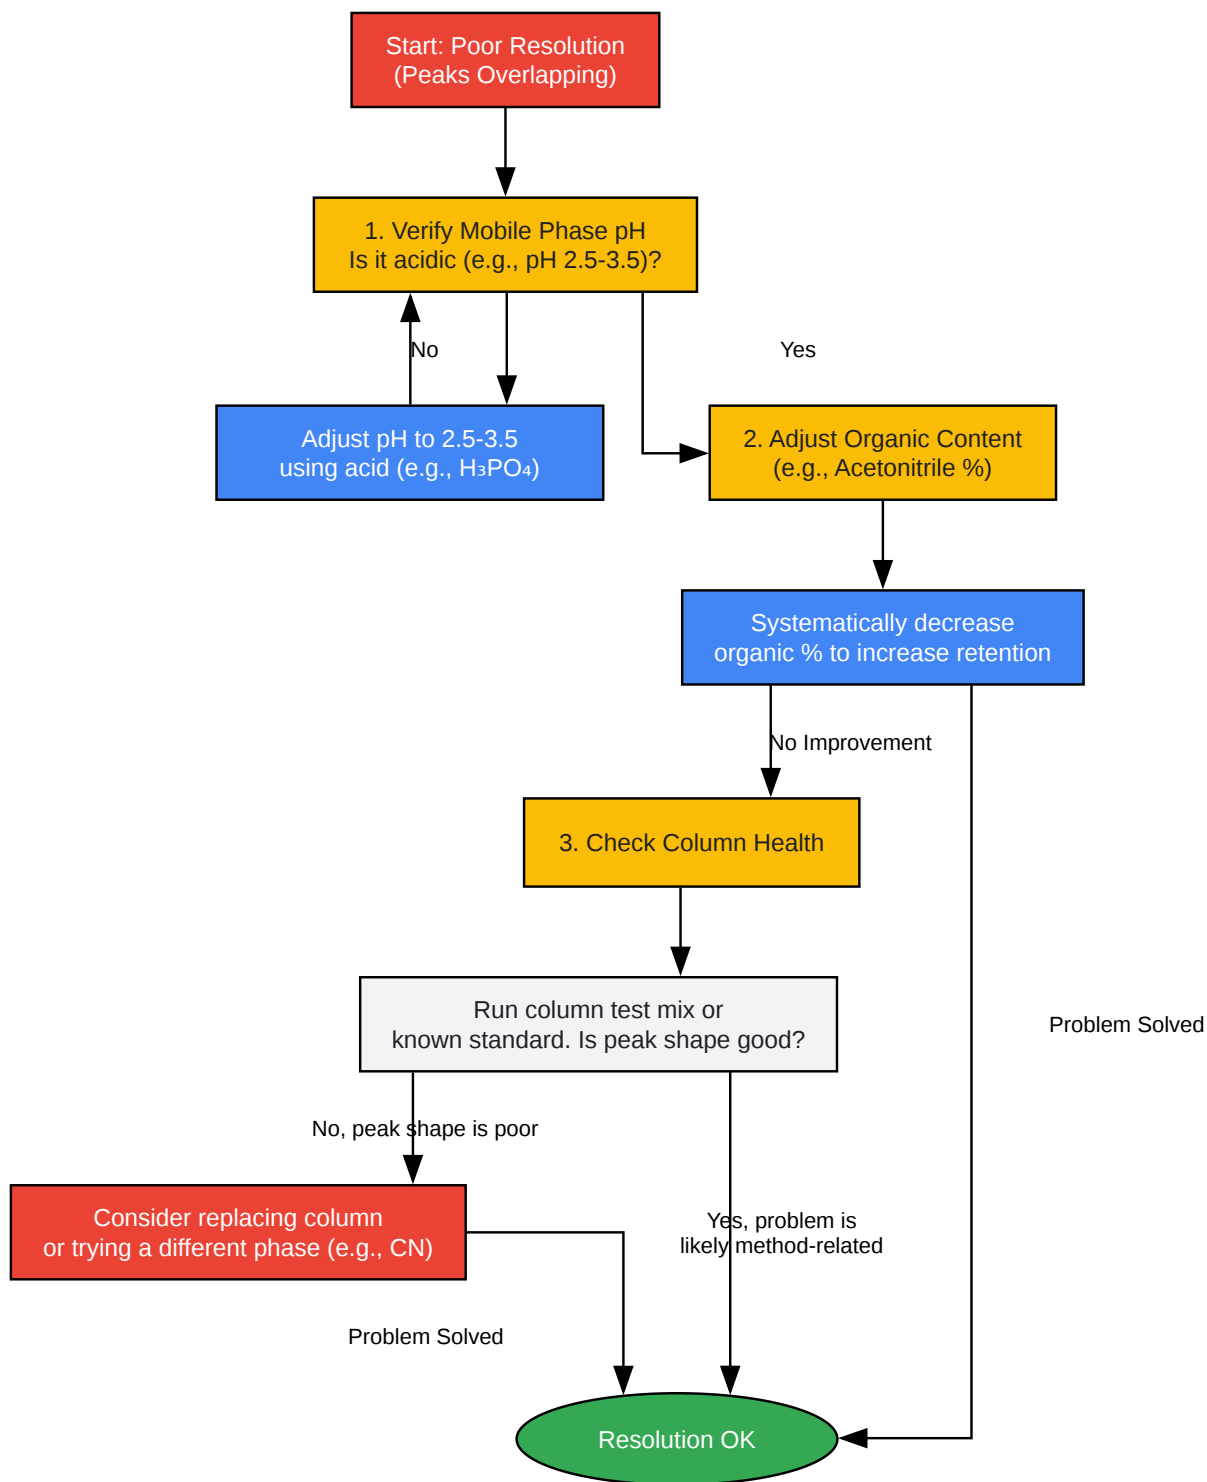 Start: Poor Resolution
(Peaks Overlapping)
1. Verify Mobile Phase pH
Is it acidic (e.g., pH 2.5-3.5)?
No
Yes
Adjust pH to 2.5-3.5
using acid (e.g., H₃PO₄)
2. Adjust Organic Content
(e.g., Acetonitrile %)
Systematically decrease
organic % to increase retention
No Improvement
3. Check Column Health
Run column test mix or
known standard. Is peak shape good?
Problem Solved
No, peak shape is poor
Consider replacing column
or trying a different phase (e.g., CN)
Yes, problem is
likely method-related
Problem Solved
Resolution OK